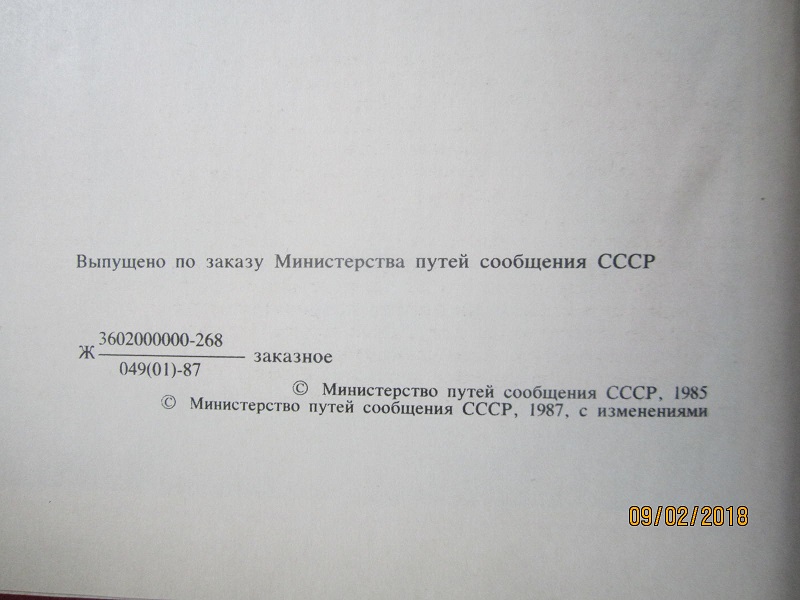 Выпущено по заказу Министерства путей сообщения СССР
Ж 3602000000-268 заказное
049(01)-87
© Министерство путей сообщения СССР, 1985
© Министерство путей сообщения СССР, 1987, с изменениями
09/02/2018